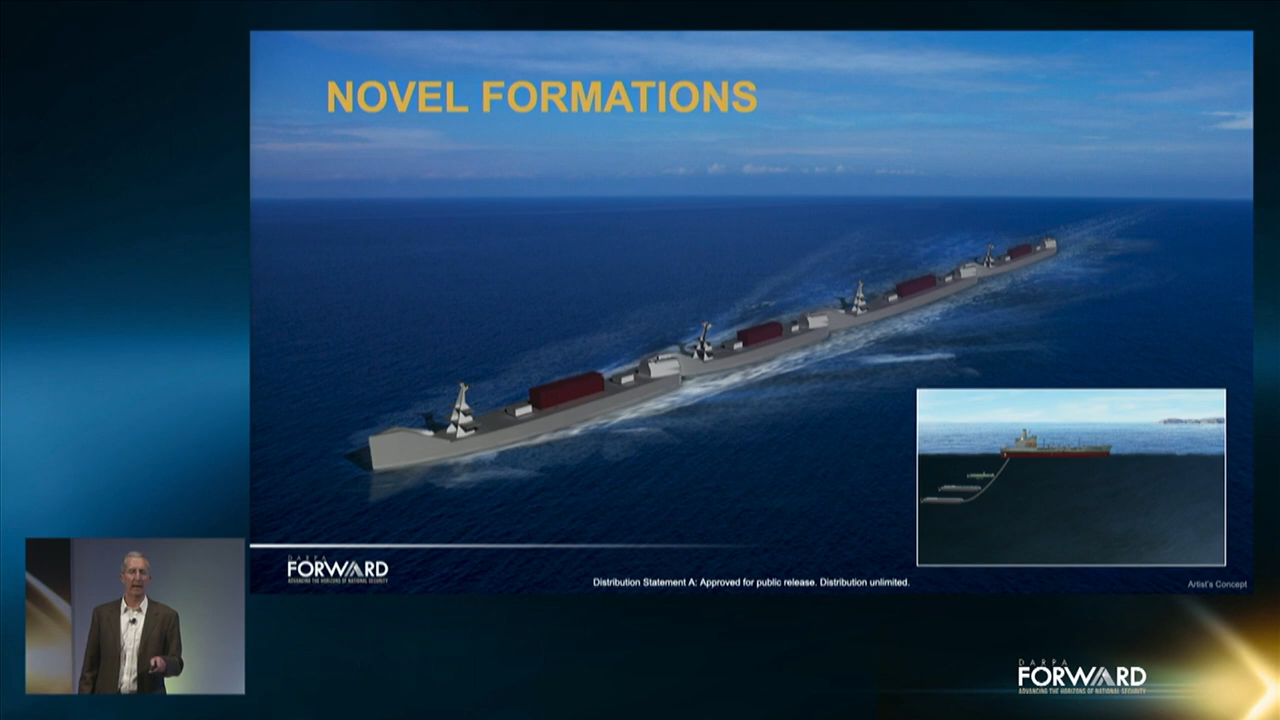 NOVEL FORMATIONS
DARPA
FORWARD
ADVANCING THE HORIZONS OF NATIONAL SECURITY
Distribution Statement A: Approved for public release. Distribution unlimited.
Artist's Concept
DARPA
FORWARD
ADVANCING THE HORIZONS OF NATIONAL SECURITY